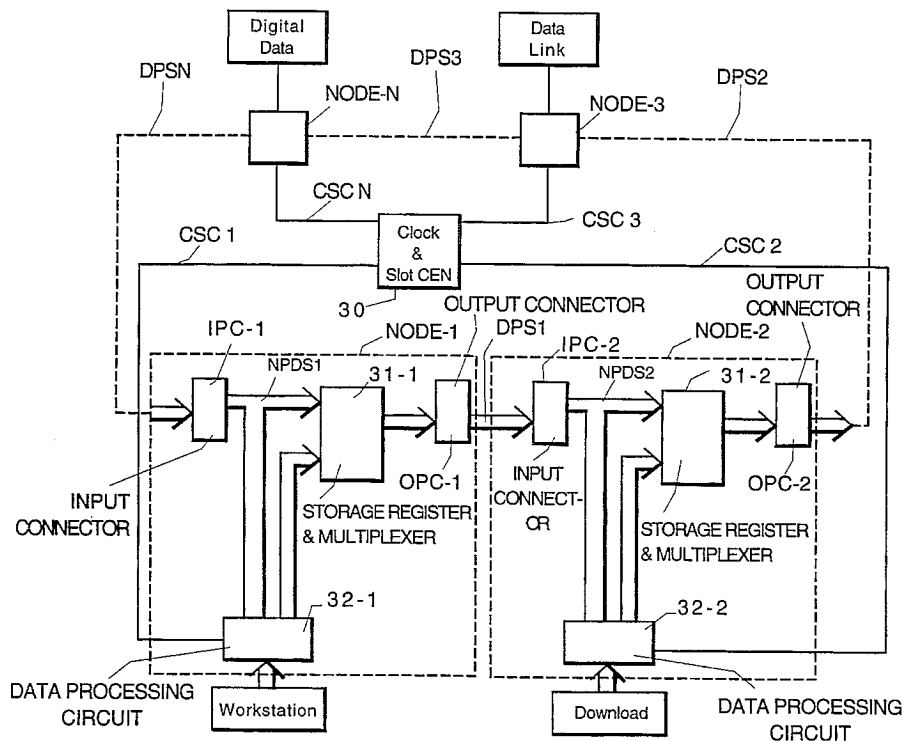 Digital
Data
Data
Link
DPSN
DPS3
DPS2
NODE-N
NODE-3
CSC N
CSC 3
CSC 1
CSC 2
Clock
&
Slot CEN
30
OUTPUT CONNECTOR
OUTPUT
CONNECTOR
IPC-1
NODE-1
DPS1
IPC-2
NODE-2
NPDS1
31-1
NPDS2
31-2
INPUT
CONNECTOR
OPC-1
STORAGE REGISTER
& MULTIPLEXER
INPUT
CONNECT-
OR
OPC-2
STORAGE REGISTER
& MULTIPLEXER
32-1
32-2
DATA PROCESSING
CIRCUIT
Workstation
Download
DATA PROCESSING
CIRCUIT